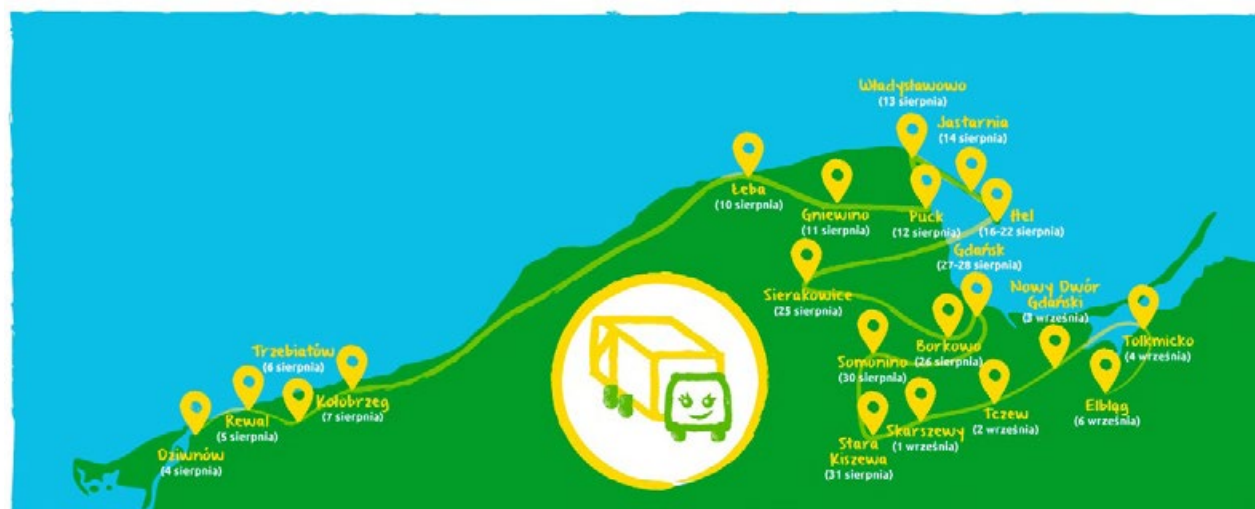 Władysławowo
(13 sierpnia)
Jastarnia
(14 sierpnia)
Łeba
(10 sierpnia)
Gniewino
(11 sierpnia)
Puck
(12 sierpnia)
Hel
(16-22 sierpnia)
Gdańsk
(27-28 sierpnia)
Sierakowice
(25 sierpnia)
Nowy Dwór
Gdański
(3 września)
Tolkmicko
(4 września)
Borkowo
(26 sierpnia)
Somonino
(30 sierpnia)
Trzebiatów
(6 sierpnia)
Kołobrzeg
(7 sierpnia)
Rewal
(5 sierpnia)
Dziwnów
(4 sierpnia)
Elbląg
(6 września)
Tczew
(2 września)
Skarszewy
(1 września)
Stara
Kiszewa
(31 sierpnia)